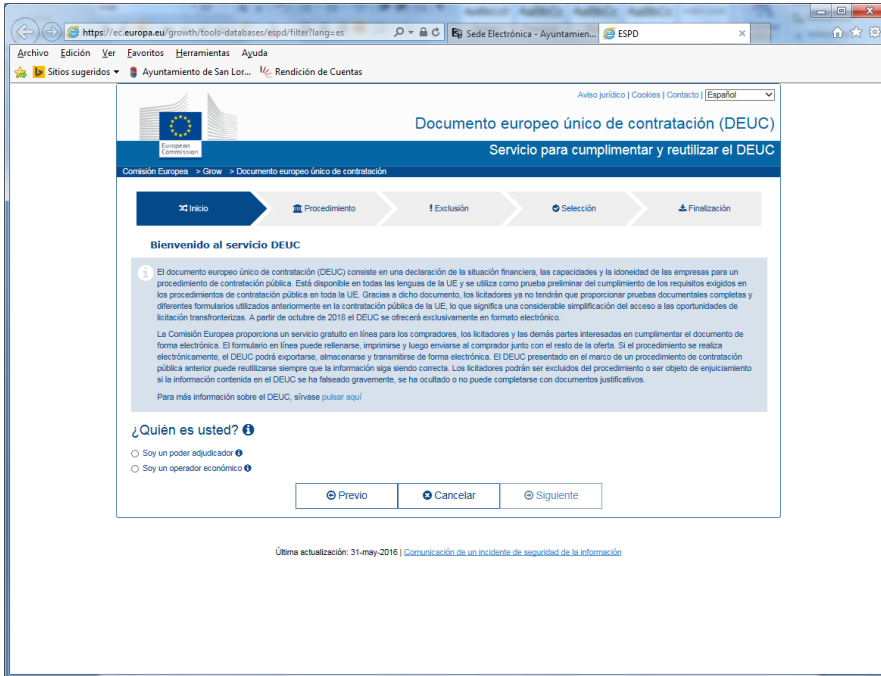 https://ec.europa.eu/growth/tools-databases/espd/filter?lang=es
Sede Electrónica - Ayuntamien...
ESPD
Archivo Edición Ver Favoritos Herramientas Ayuda
Sitios sugeridos Ayuntamiento de San Lor... Rendición de Cuentas
Aviso jurídico | Cookies | Contacto | Español
Documento europeo único de contratación (DEUC)
European
Commission
Servicio para cumplimentar y reutilizar el DEUC
Comisión Europea > Grow > Documento europeo único de contratación
Inicio Procedimiento Exclusión Selección Finalización
Bienvenido al servicio DEUC
El documento europeo único de contratación (DEUC) consiste en una declaración de la situación financiera, las capacidades y la idoneidad de las empresas para un
procedimiento de contratación pública. Está disponible en todas las lenguas de la UE y se utiliza como prueba preliminar del cumplimiento de los requisitos exigidos en
los procedimientos de contratación pública en toda la UE. Gracias a dicho documento, los licitadores ya no tendrán que proporcionar pruebas documentales completas y
diferentes formularios utilizados anteriormente en la contratación pública de la UE, lo que significa una considerable simplificación del acceso a las oportunidades de
licitación transfronterizas. A partir de octubre de 2018 el DEUC se ofrecerá exclusivamente en formato electrónico.
La Comisión Europea proporciona un servicio gratuito en línea para los compradores, los licitadores y las demás partes interesadas en cumplimentar el documento de
forma electrónica. El formulario en línea puede rellenarse, imprimirse y luego enviarse al comprador junto con el resto de la oferta. Si el procedimiento se realiza
electrónicamente, el DEUC podrá exportarse, almacenarse y transmitirse de forma electrónica. El DEUC presentado en el marco de un procedimiento de contratación
pública anterior puede reutilizarse siempre que la información siga siendo correcta. Los licitadores podrán ser excluidos del procedimiento o ser objeto de enjuiciamiento
si la información contenida en el DEUC se ha falseado gravemente, se ha ocultado o no puede completarse con documentos justificativos.
Para más información sobre el DEUC, sírvase pulsar aquí
¿Quién es usted?
Soy un poder adjudicador
Soy un operador económico
Previo Cancelar Siguiente
Última actualización: 31-may-2016 | Comunicación de un incidente de seguridad de la información